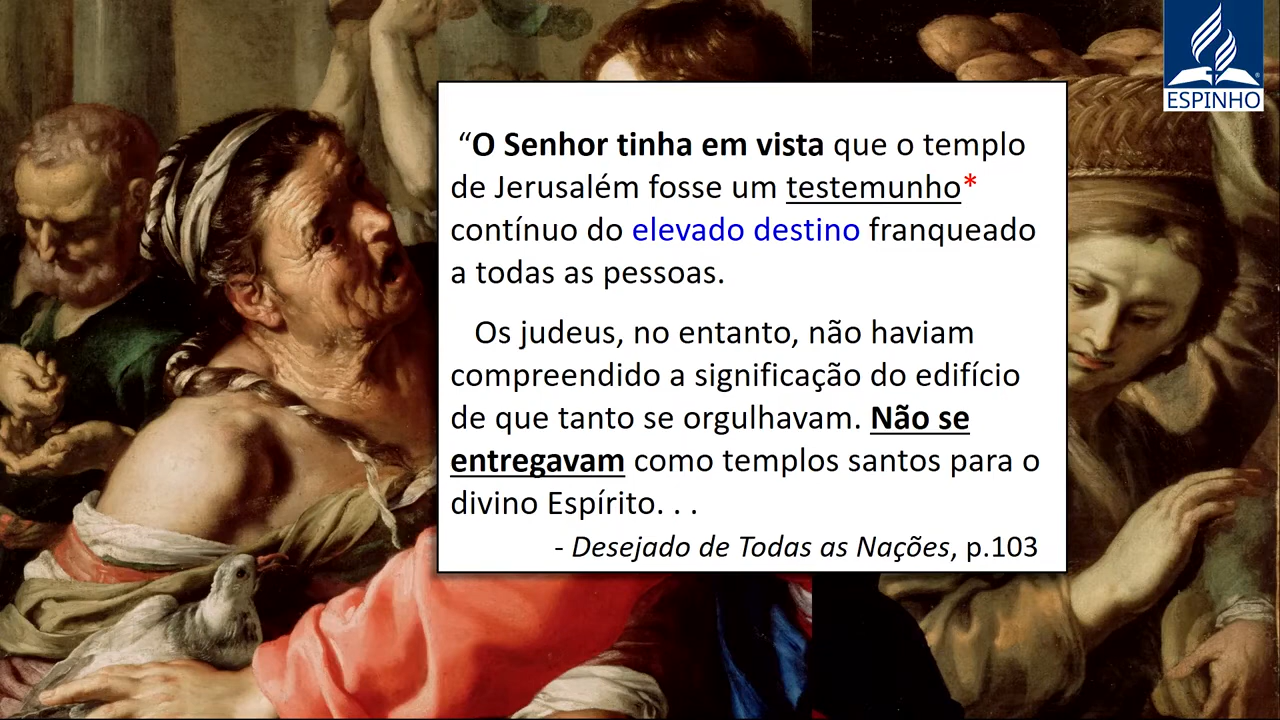 ESPINHO
“O Senhor tinha em vista que o templo
de Jerusalém fosse um testemunho*
contínuo do elevado destino franqueado
a todas as pessoas.
Os judeus, no entanto, não haviam
compreendido a significação do edifício
de que tanto se orgulhavam. Não se
entregavam como templos santos para o
divino Espírito. . .
- Desejado de Todas as Nações, p.103